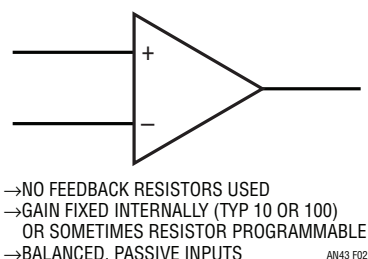 +
–
→NO FEEDBACK RESISTORS USED
→GAIN FIXED INTERNALLY (TYP 10 OR 100)
OR SOMETIMES RESISTOR PROGRAMMABLE
→BALANCED, PASSIVE INPUTS
AN43 F02